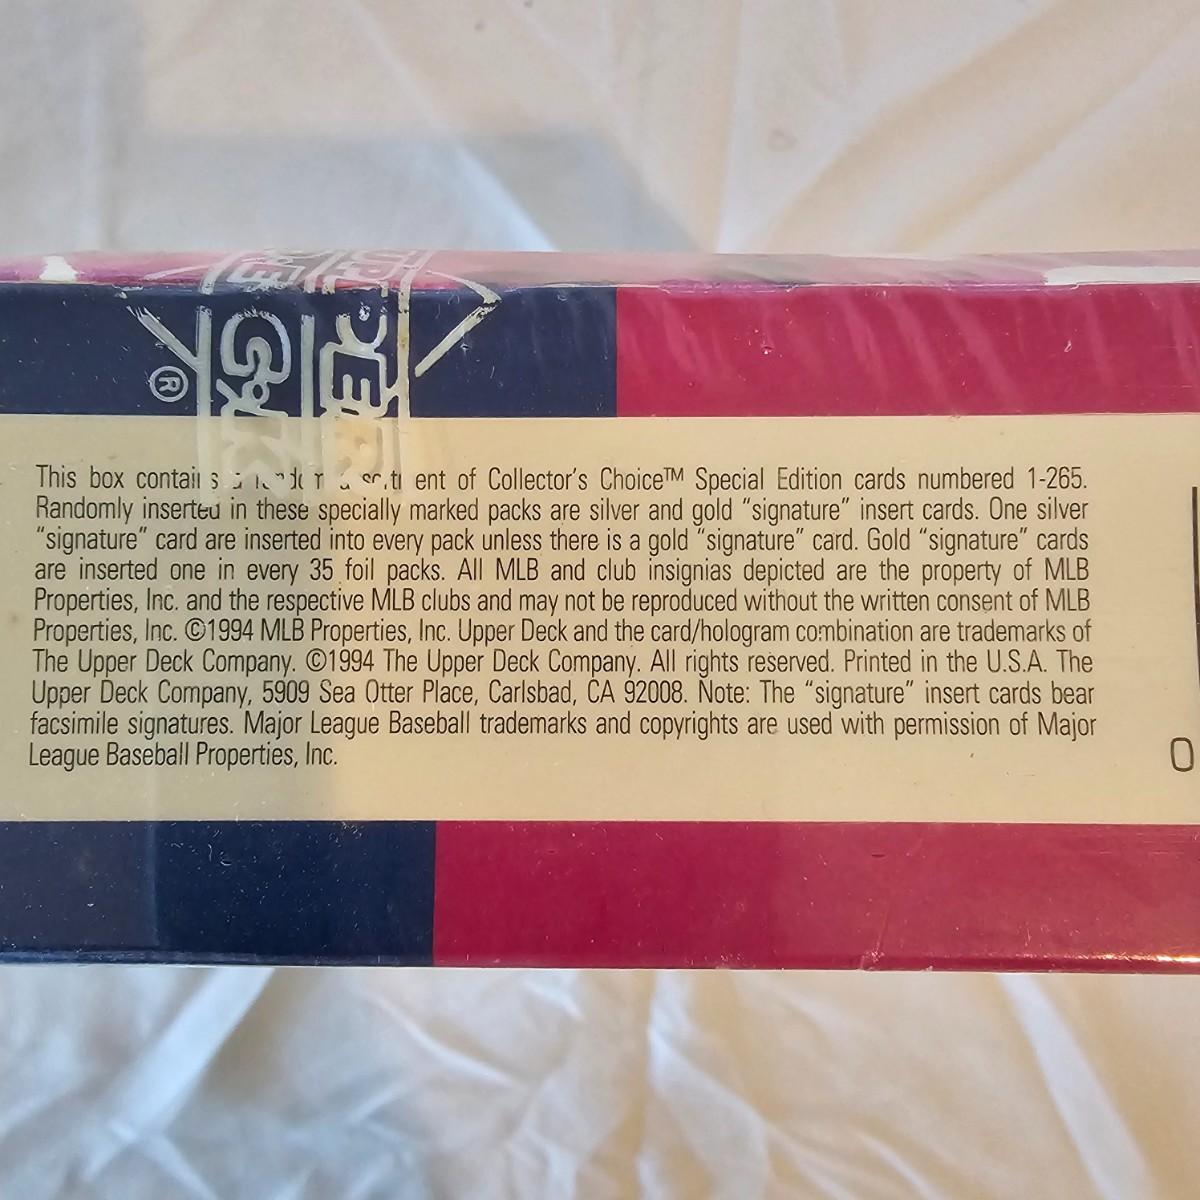 UPPER
DECK
®
This box contains a random assortment of Collector's Choice™ Special Edition cards numbered 1-265.
Randomly inserted in these specially marked packs are silver and gold “signature” insert cards. One silver
“signature” card are inserted into every pack unless there is a gold “signature” card. Gold “signature” cards
are inserted one in every 35 foil packs. All MLB and club insignias depicted are the property of MLB
Properties, Inc. and the respective MLB clubs and may not be reproduced without the written consent of MLB
Properties, Inc. ©1994 MLB Properties, Inc. Upper Deck and the card/hologram combination are trademarks of
The Upper Deck Company. ©1994 The Upper Deck Company. All rights reserved. Printed in the U.S.A. The
Upper Deck Company, 5909 Sea Otter Place, Carlsbad, CA 92008. Note: The “signature” insert cards bear
facsimile signatures. Major League Baseball trademarks and copyrights are used with permission of Major
League Baseball Properties, Inc.
0